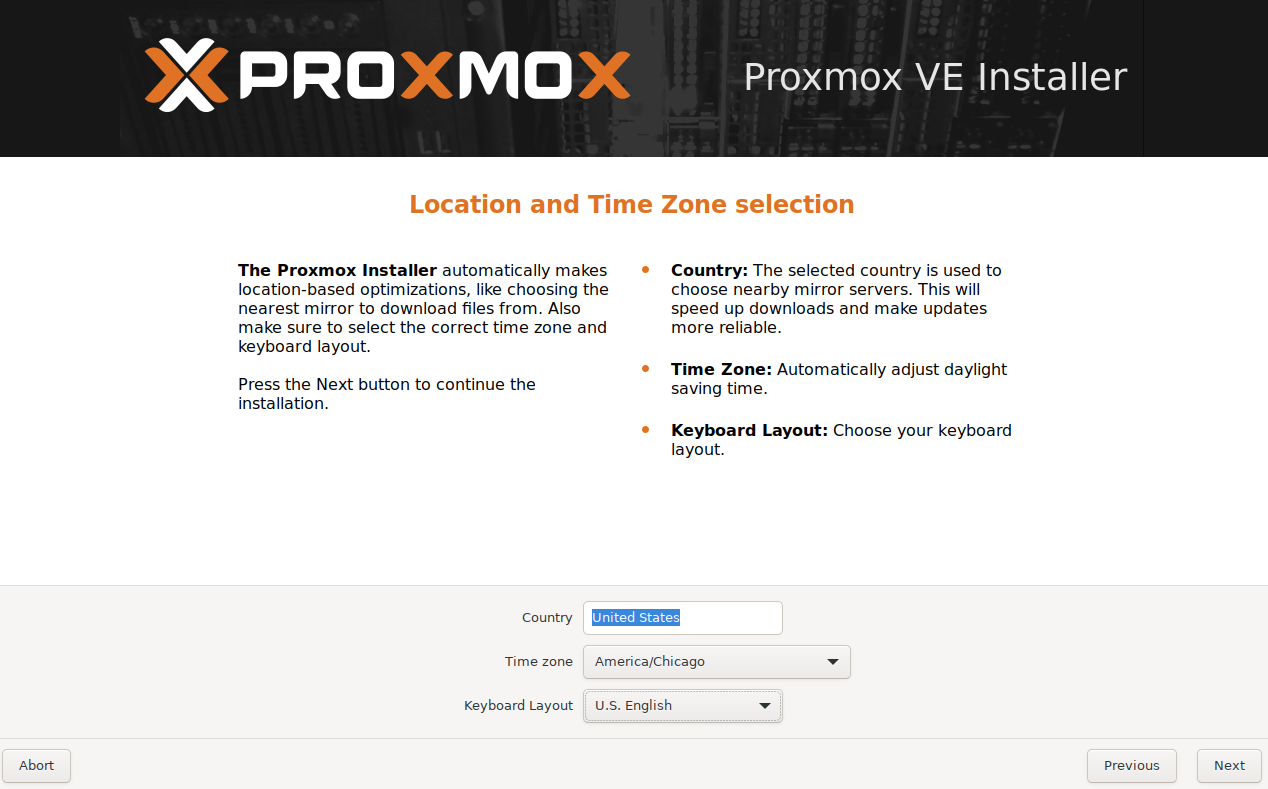 PROXMOX
Proxmox VE Installer
Location and Time Zone selection
The Proxmox Installer automatically makes
location-based optimizations, like choosing the
nearest mirror to download files from. Also
make sure to select the correct time zone and
keyboard layout.
Press the Next button to continue the
installation.
Country: The selected country is used to
choose nearby mirror servers. This will
speed up downloads and make updates
more reliable.
Time Zone: Automatically adjust daylight
saving time.
Keyboard Layout: Choose your keyboard
layout.
Country United States
Time zone America/Chicago
Keyboard Layout U.S. English
Abort Previous Next